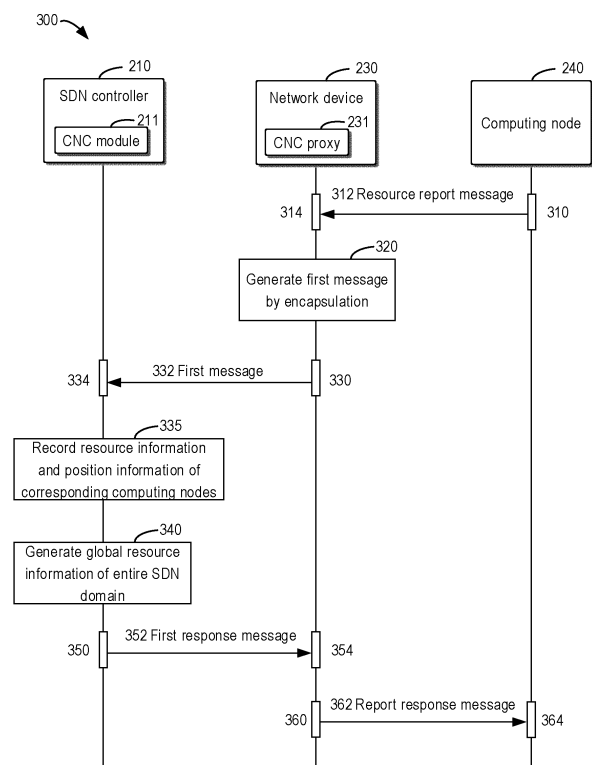 300
210
230
240
SDN controller
211
CNC module
Network device
231
CNC proxy
Computing node
312 Resource report message
314
310
320
Generate first message
by encapsulation
332 First message
334
330
335
Record resource information
and position information of
corresponding computing nodes
340
Generate global resource
information of entire SDN
domain
352 First response message
350
354
362 Report response message
360
364